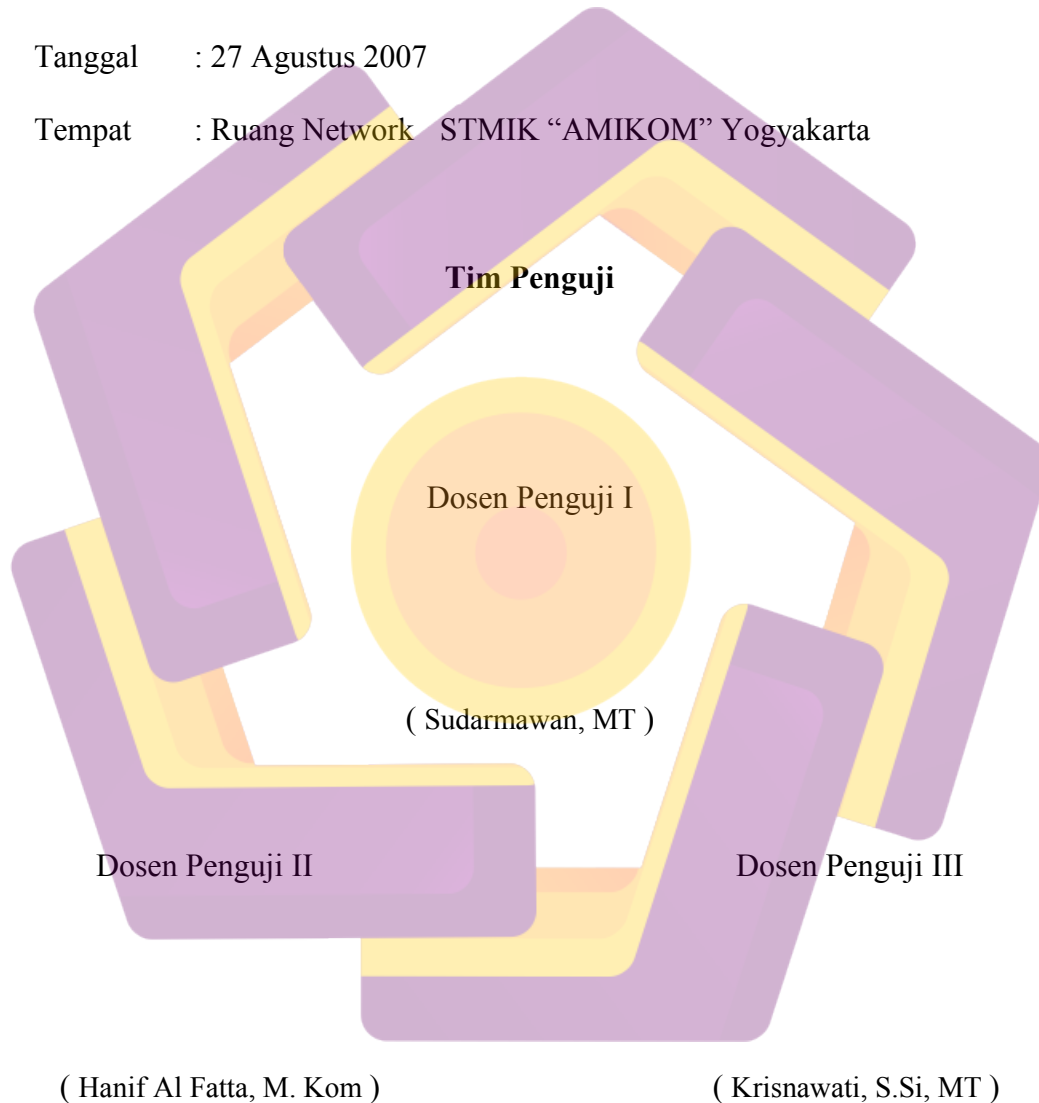 Tanggal : 27 Agustus 2007
Tempat : Ruang Network STMIK “AMIKOM” Yogyakarta
Tim Penguji
Dosen Penguji I
( Sudarmawan, MT )
Dosen Penguji II Dosen Penguji III
( Hanif Al Fatta, M. Kom ) ( Krisnawati, S.Si, MT )